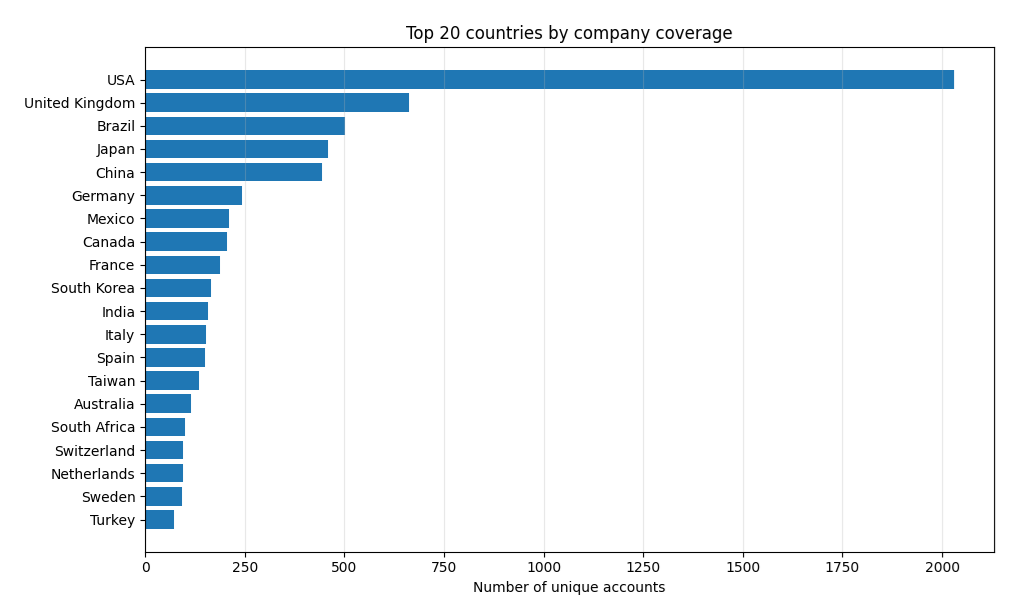 Top 20 countries by company coverage
USA
United Kingdom
Brazil
Japan
China
Germany
Mexico
Canada
France
South Korea
India
Italy
Spain
Taiwan
Australia
South Africa
Switzerland
Netherlands
Sweden
Turkey
0 250 500 750 1000 1250 1500 1750 2000
Number of unique accounts